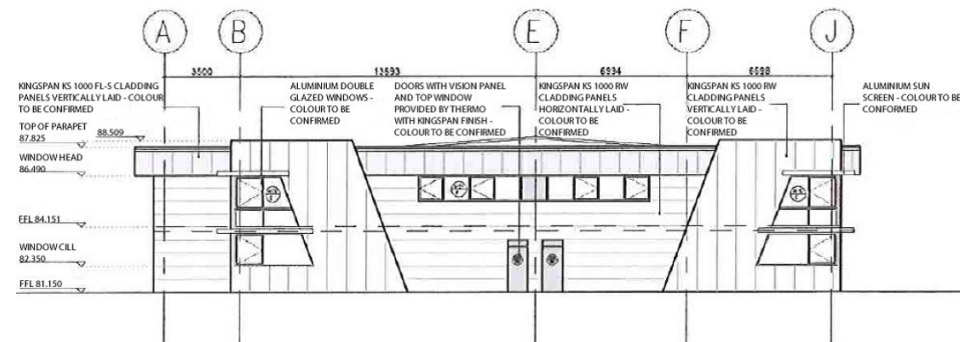 A B E F J
3500 13593 6994 6598
KINGSPAN KS 1000 FL-S CLADDING
PANELS VERTICALLY LAID - COLOUR
TO BE CONFIRMED
ALUMINIUM DOUBLE
GLAZED WINDOWS -
COLOUR TO BE
CONFIRMED
DOORS WITH VISION PANEL
AND TOP WINDOW
PROVIDED BY THERMO
WITH KINGSPAN FINISH -
COLOUR TO BE CONFIRMED
KINGSPAN KS 1000 RW
CLADDING PANELS
HORIZONTALLY LAID -
COLOUR TO BE
CONFIRMED
KINGSPAN KS 1000 RW
CLADDING PANELS
VERTICALLY LAID -
COLOUR TO BE
CONFIRMED
ALUMINIUM SUN
SCREEN - COLOUR TO BE
CONFORMED
TOP OF PARAPET
87.825
88.509
WINDOW HEAD
86.490
FFL 84.151
WINDOW CILL
82.350
FFL 81.150